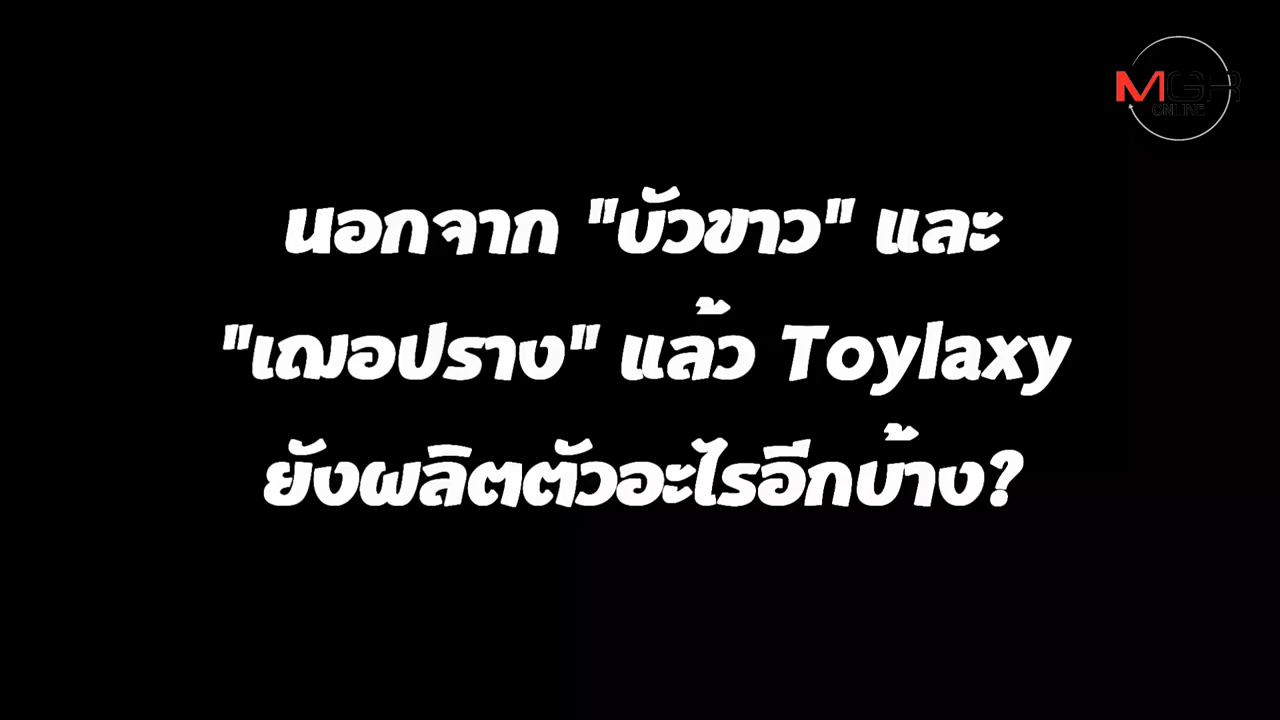 MGR
ONLINE
นอกจาก "บัวขาว" และ
"เฌอปราง" แล้ว Toylaxy
ยังผลิตตัวอะไรอีกบ้าง?